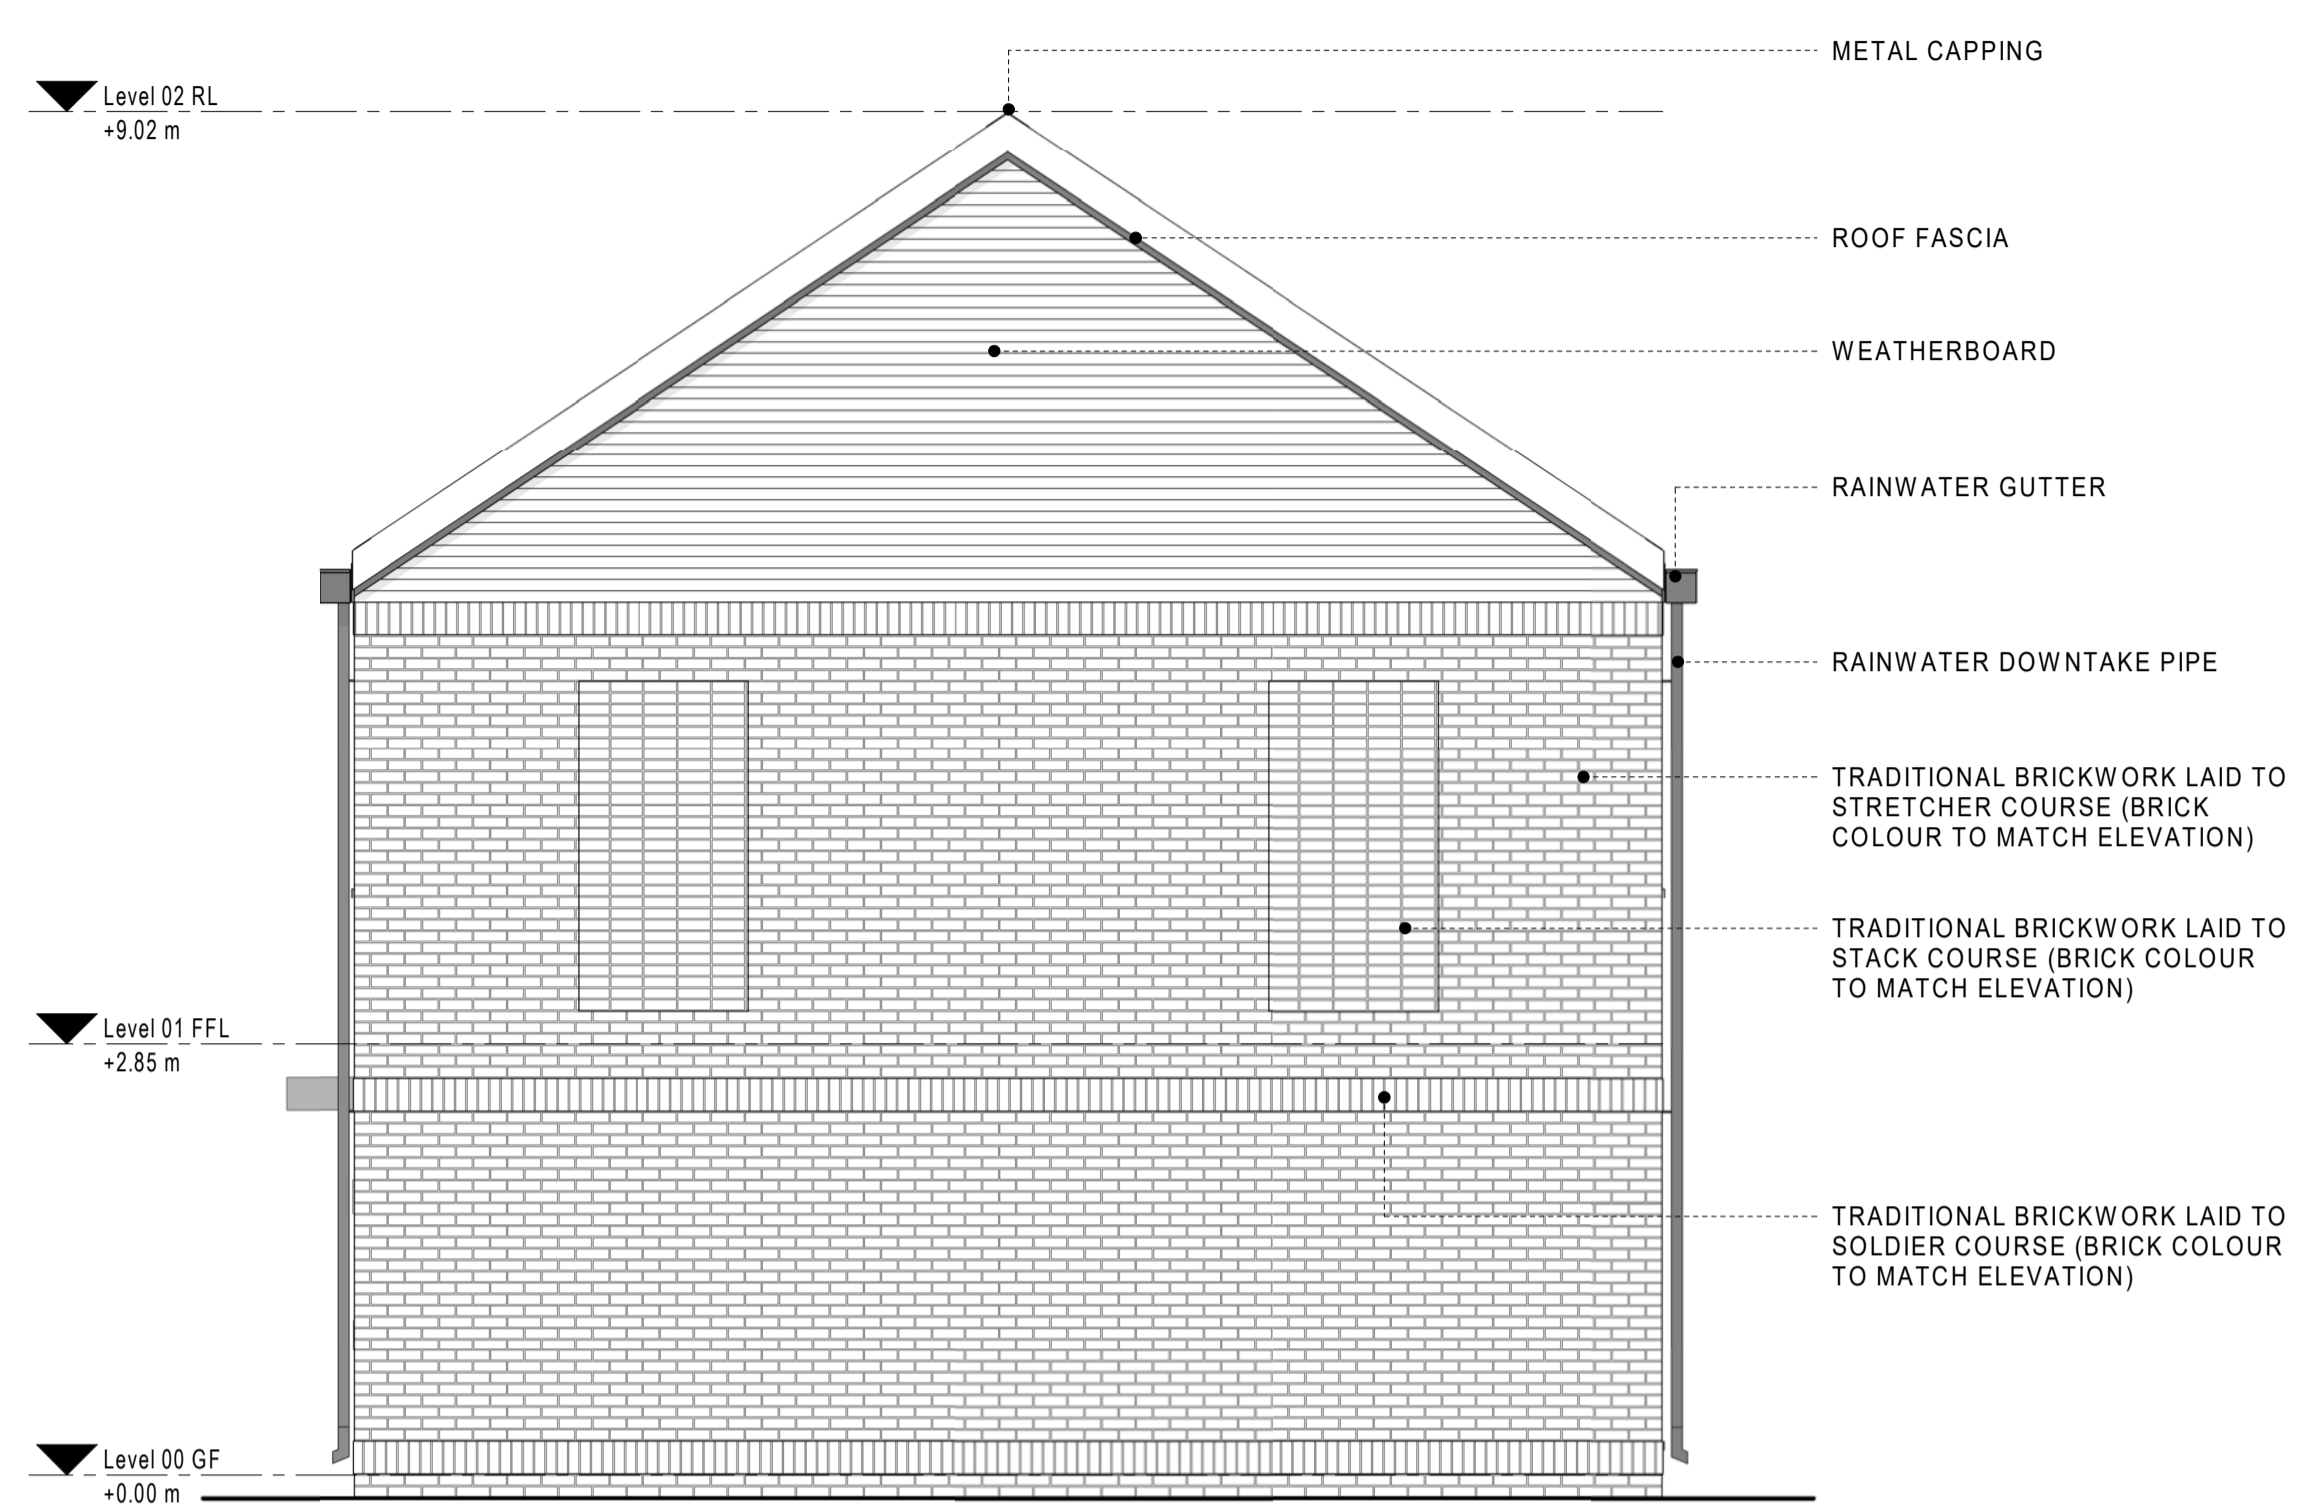 METAL CAPPING
Level 02 RL
+9.02 m
ROOF FASCIA
WEATHERBOARD
RAINWATER GUTTER
RAINWATER DOWNTAKE PIPE
TRADITIONAL BRICKWORK LAID TO
STRETCHER COURSE (BRICK
COLOUR TO MATCH ELEVATION)
TRADITIONAL BRICKWORK LAID TO
STACK COURSE (BRICK COLOUR
TO MATCH ELEVATION)
Level 01 FFL
+2.85 m
TRADITIONAL BRICKWORK LAID TO
SOLDIER COURSE (BRICK COLOUR
TO MATCH ELEVATION)
Level 00 GF
+0.00 m